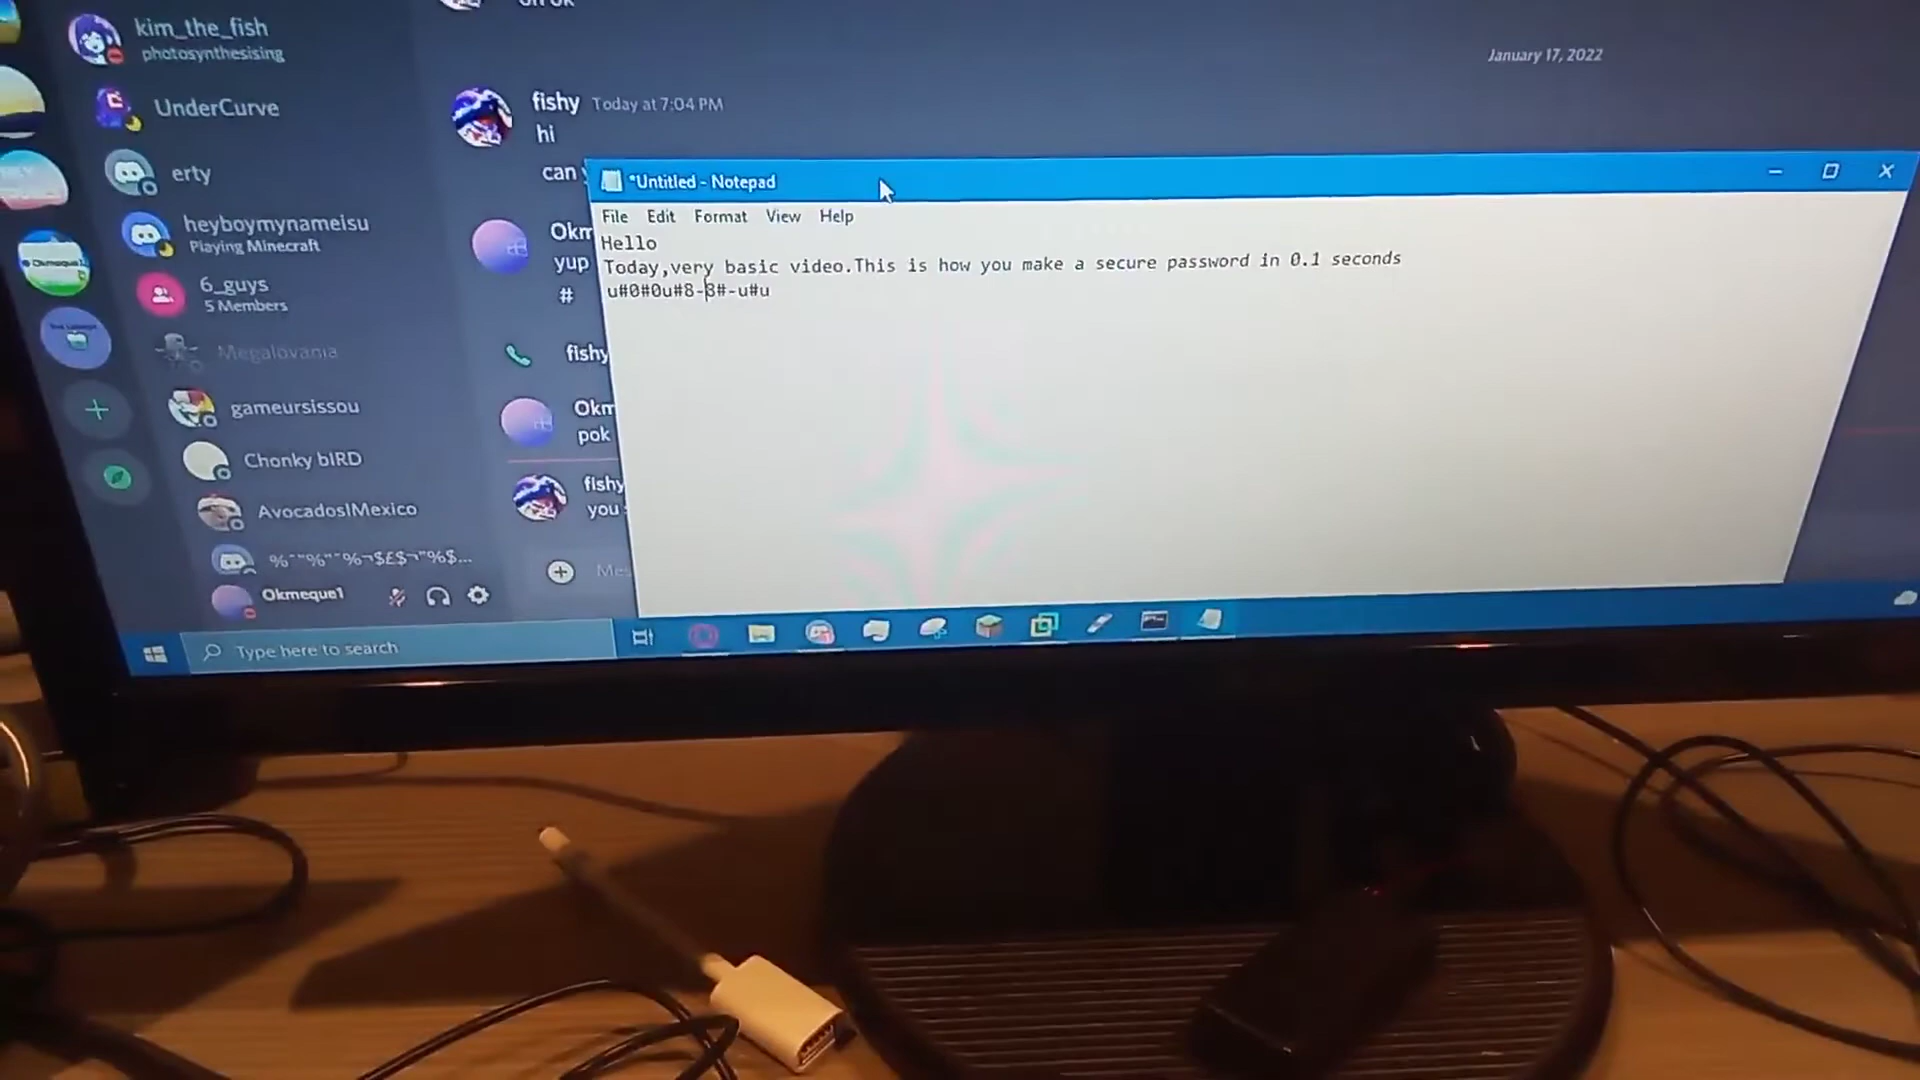 kim_the_fish
photosynthesising
UnderCurve
erty
heyboymynameisu
Playing Minecraft
6_guys
5 Members
Megalovania
gameursissou
Chonky bIRD
AvocadosIMexico
Okmeque1
Type here to search
January 17, 2022
fishy Today at 7:04 PM
hi
can
Okm
yup
#
fishy
Okm
pok
fishy
you
*Untitled - Notepad
File Edit Format View Help
Hello
Today,very basic video.This is how you make a secure password in 0.1 seconds
u#0#0u#8-8#-u#u